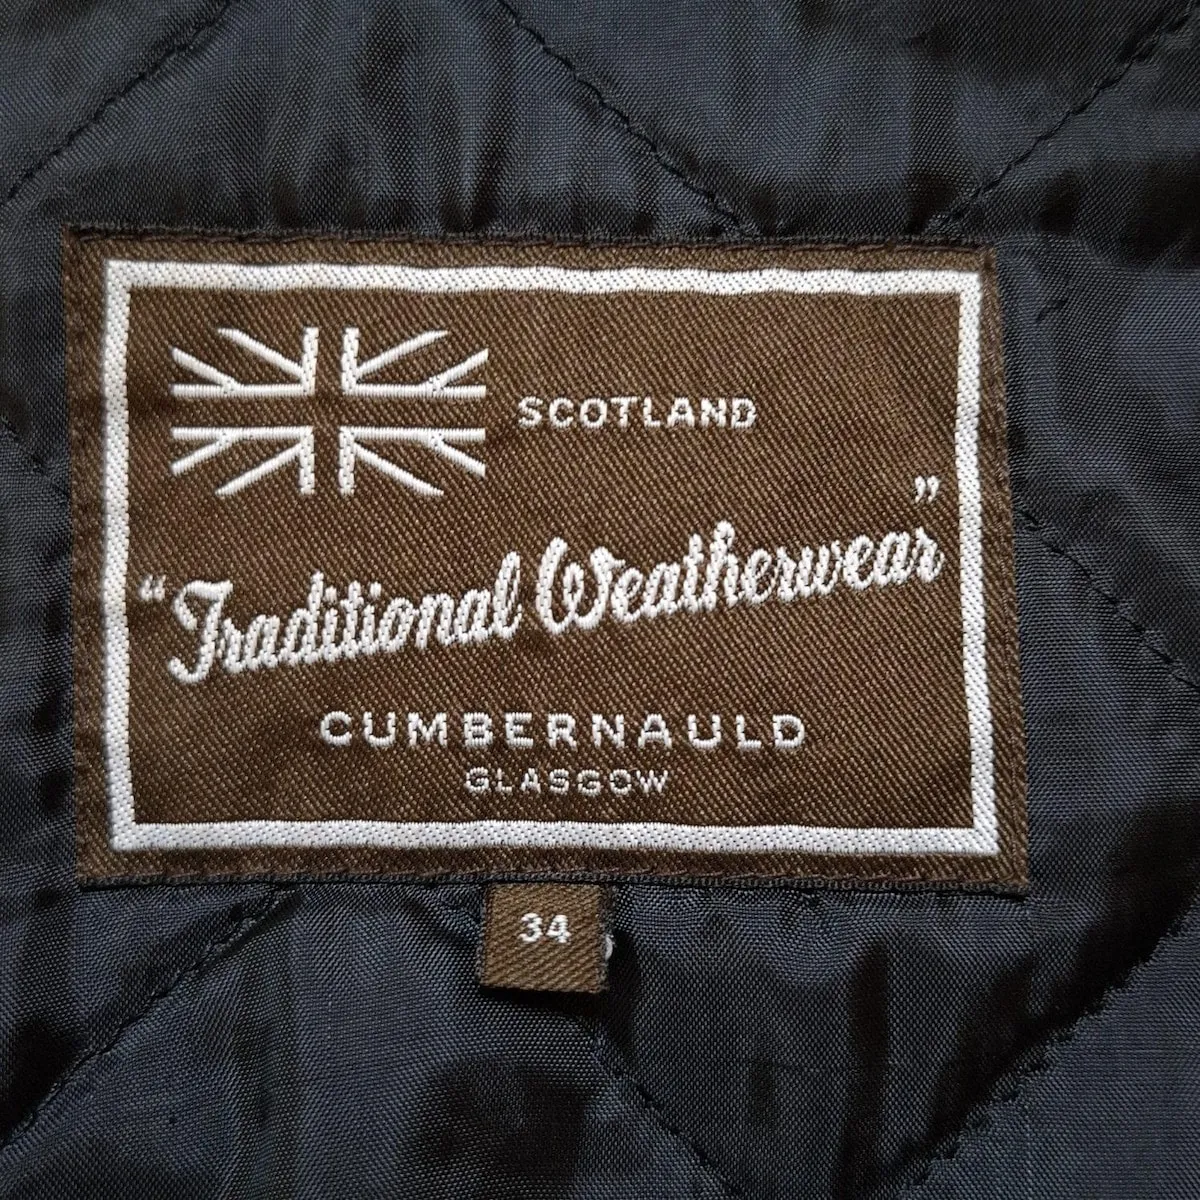 SCOTLAND
“Traditional Weatherwear”
CUMBERNAULD
GLASGOW
34